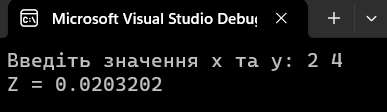 Microsoft Visual Studio Debu
Введіть значення x та y: 2 4
Z = 0.0203202